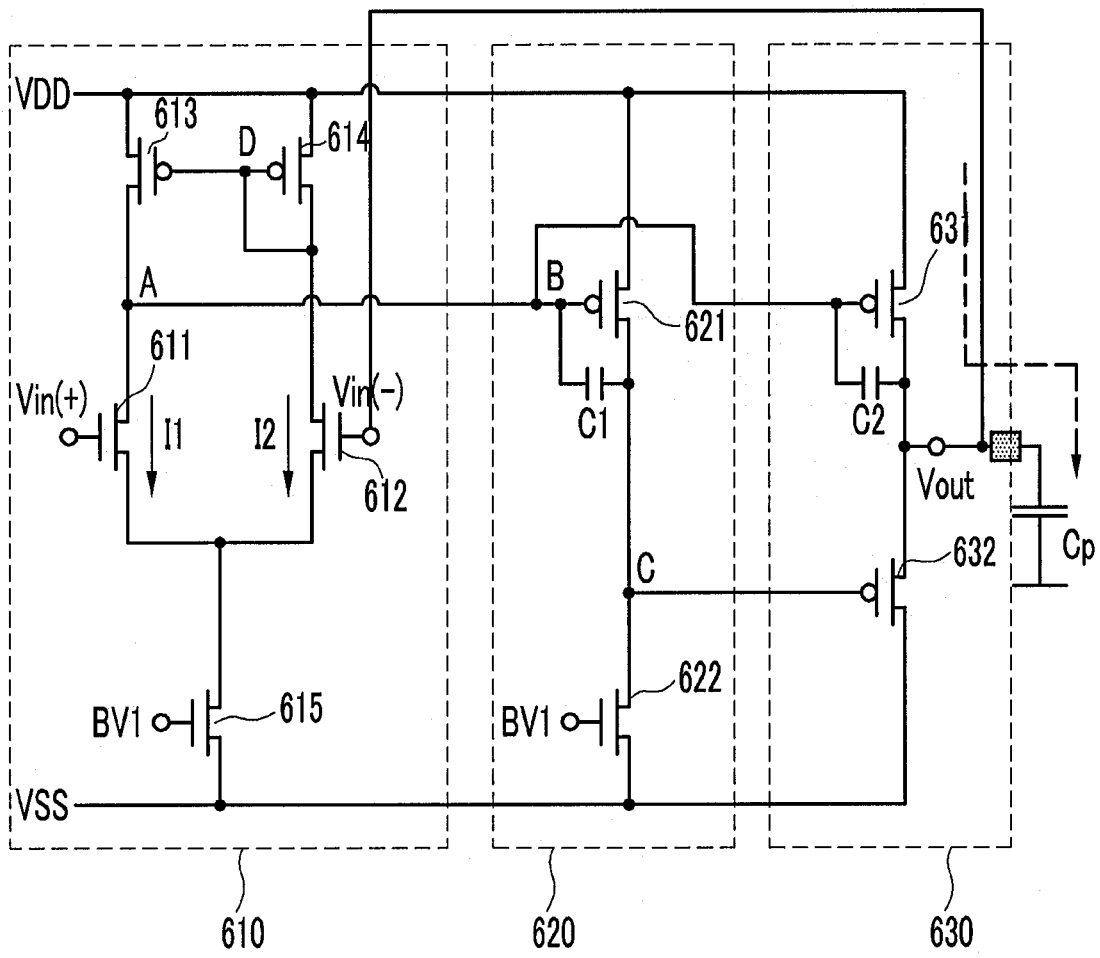 VDD
613
D
614
631
A
B
621
611
Vin(+)
I1
I2
Vin(-)
C1
C2
612
Vout
Cp
632
C
622
BV1
615
BV1
VSS
610
620
630